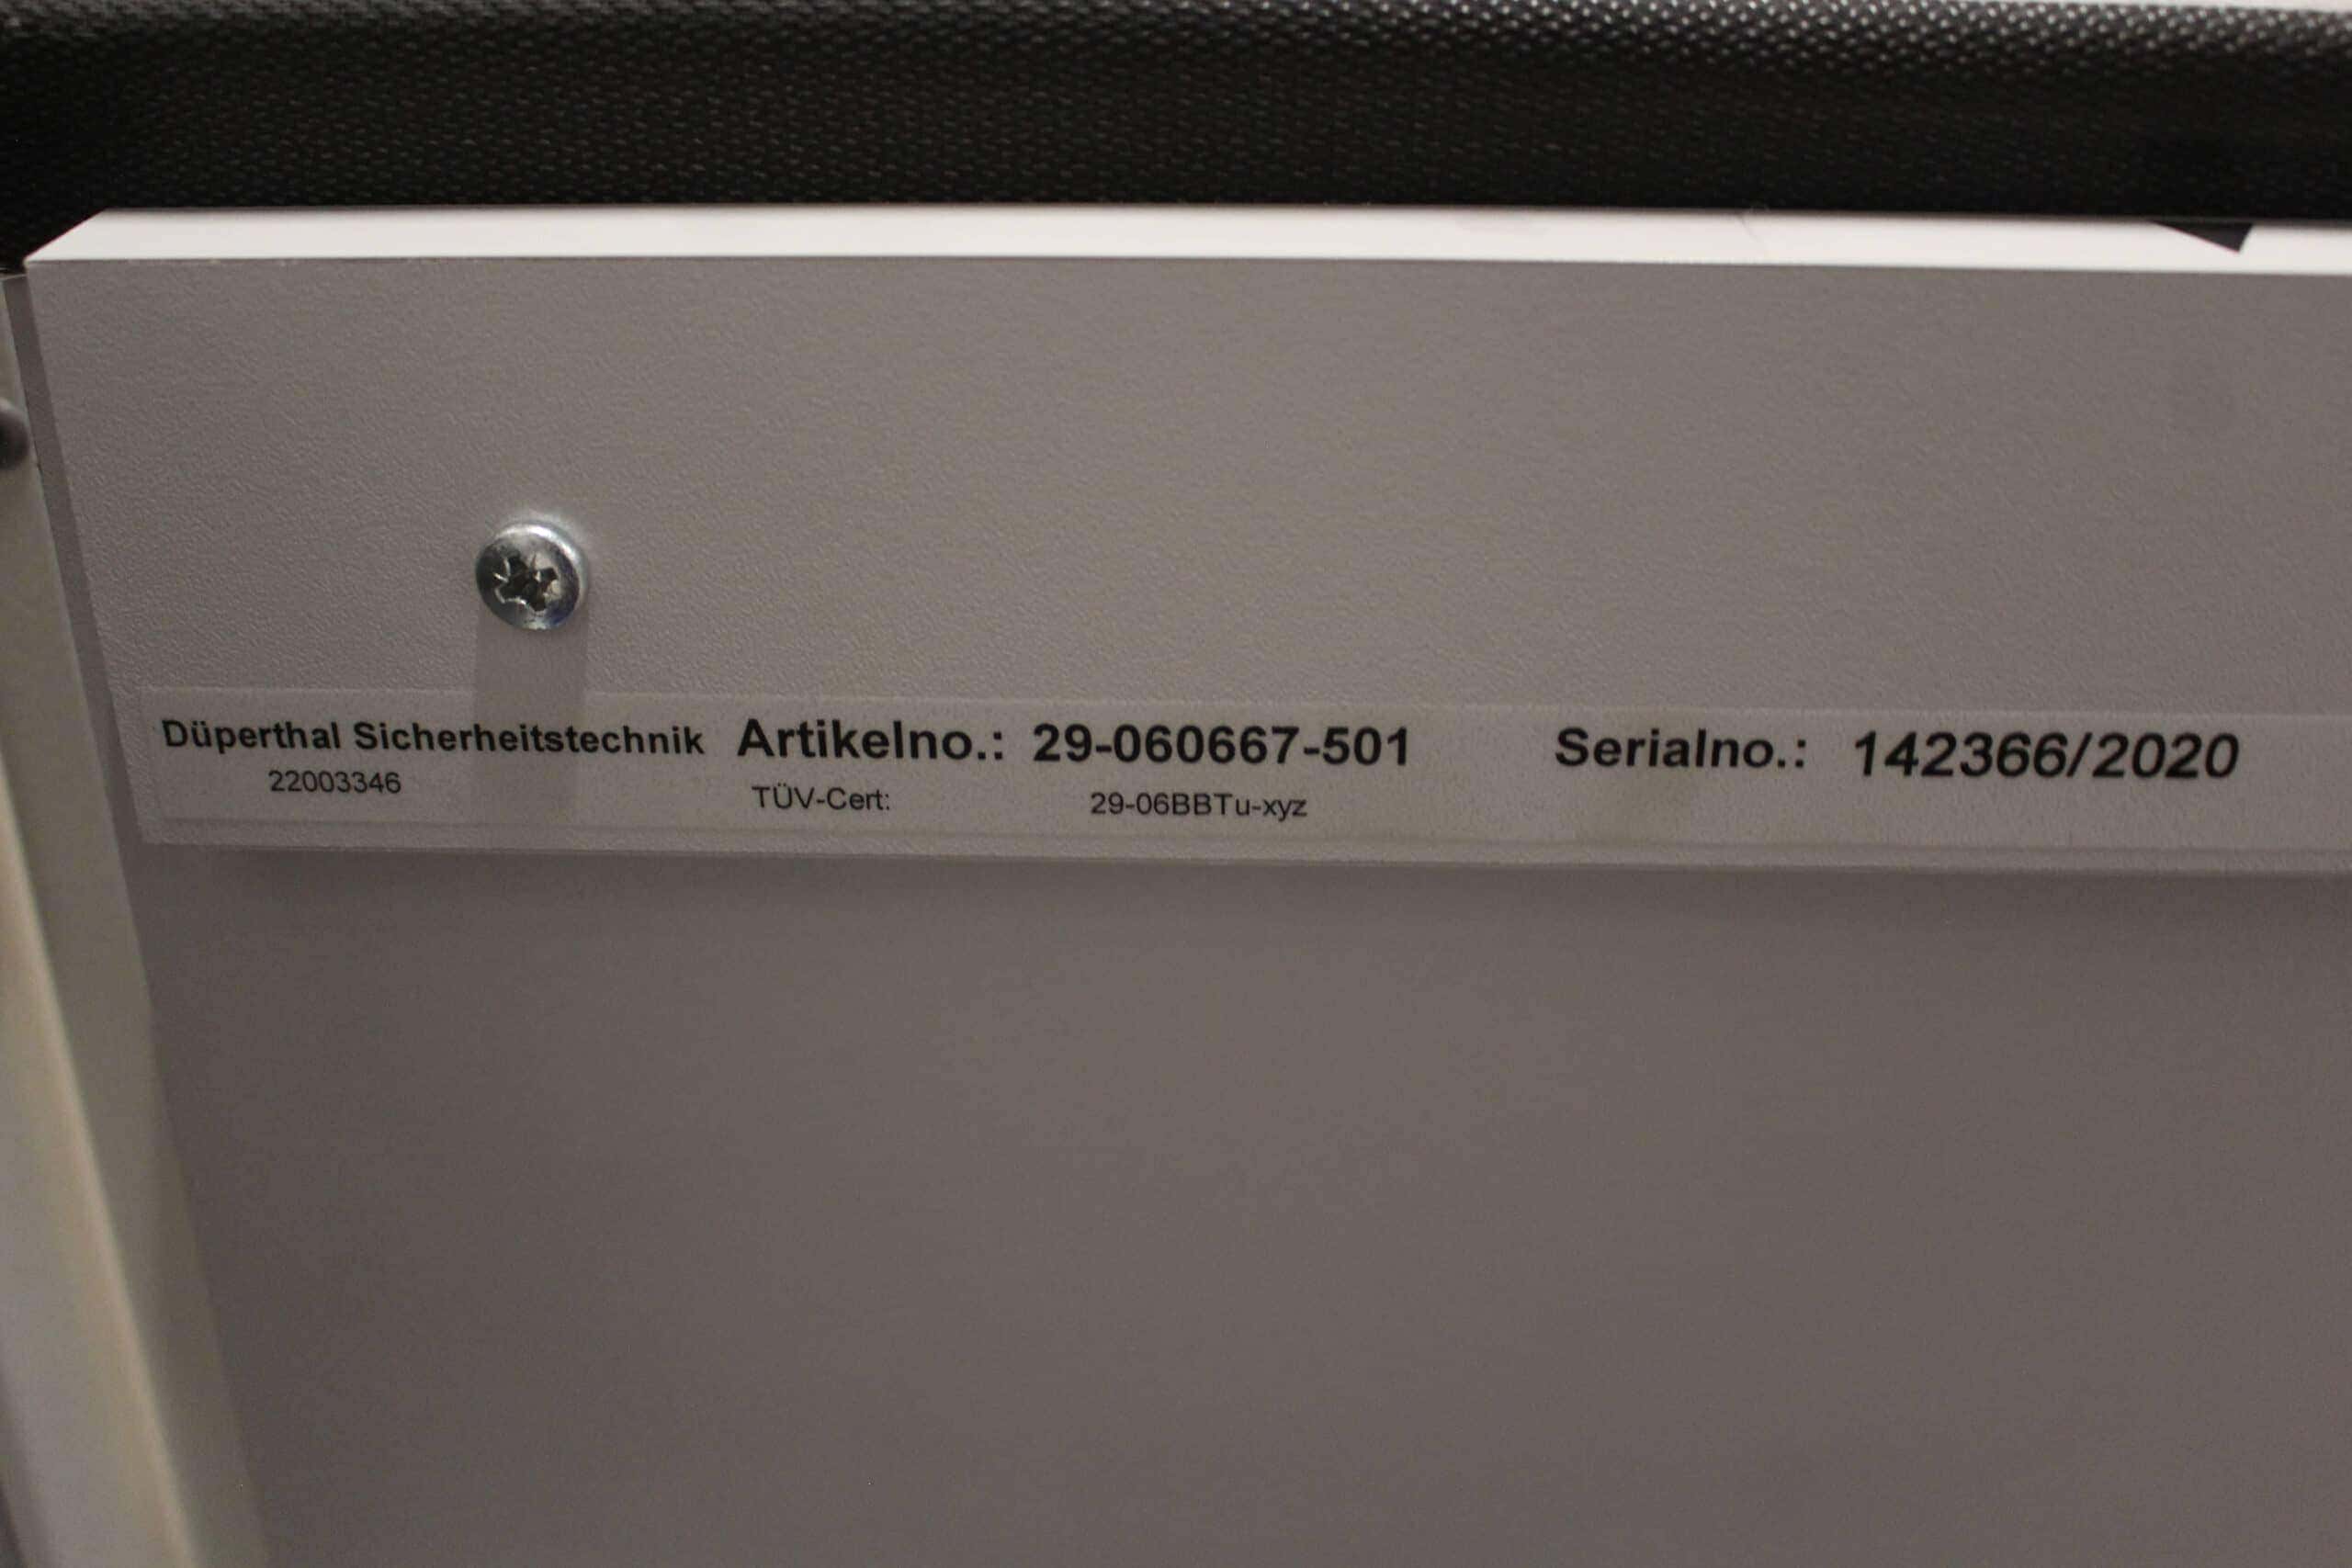 Düperthal Sicherheitstechnik Artikelno.: 29-060667-501 Serialno.: 142366/2020
22003346 TÜV-Cert: 29-06BBTu-xyz